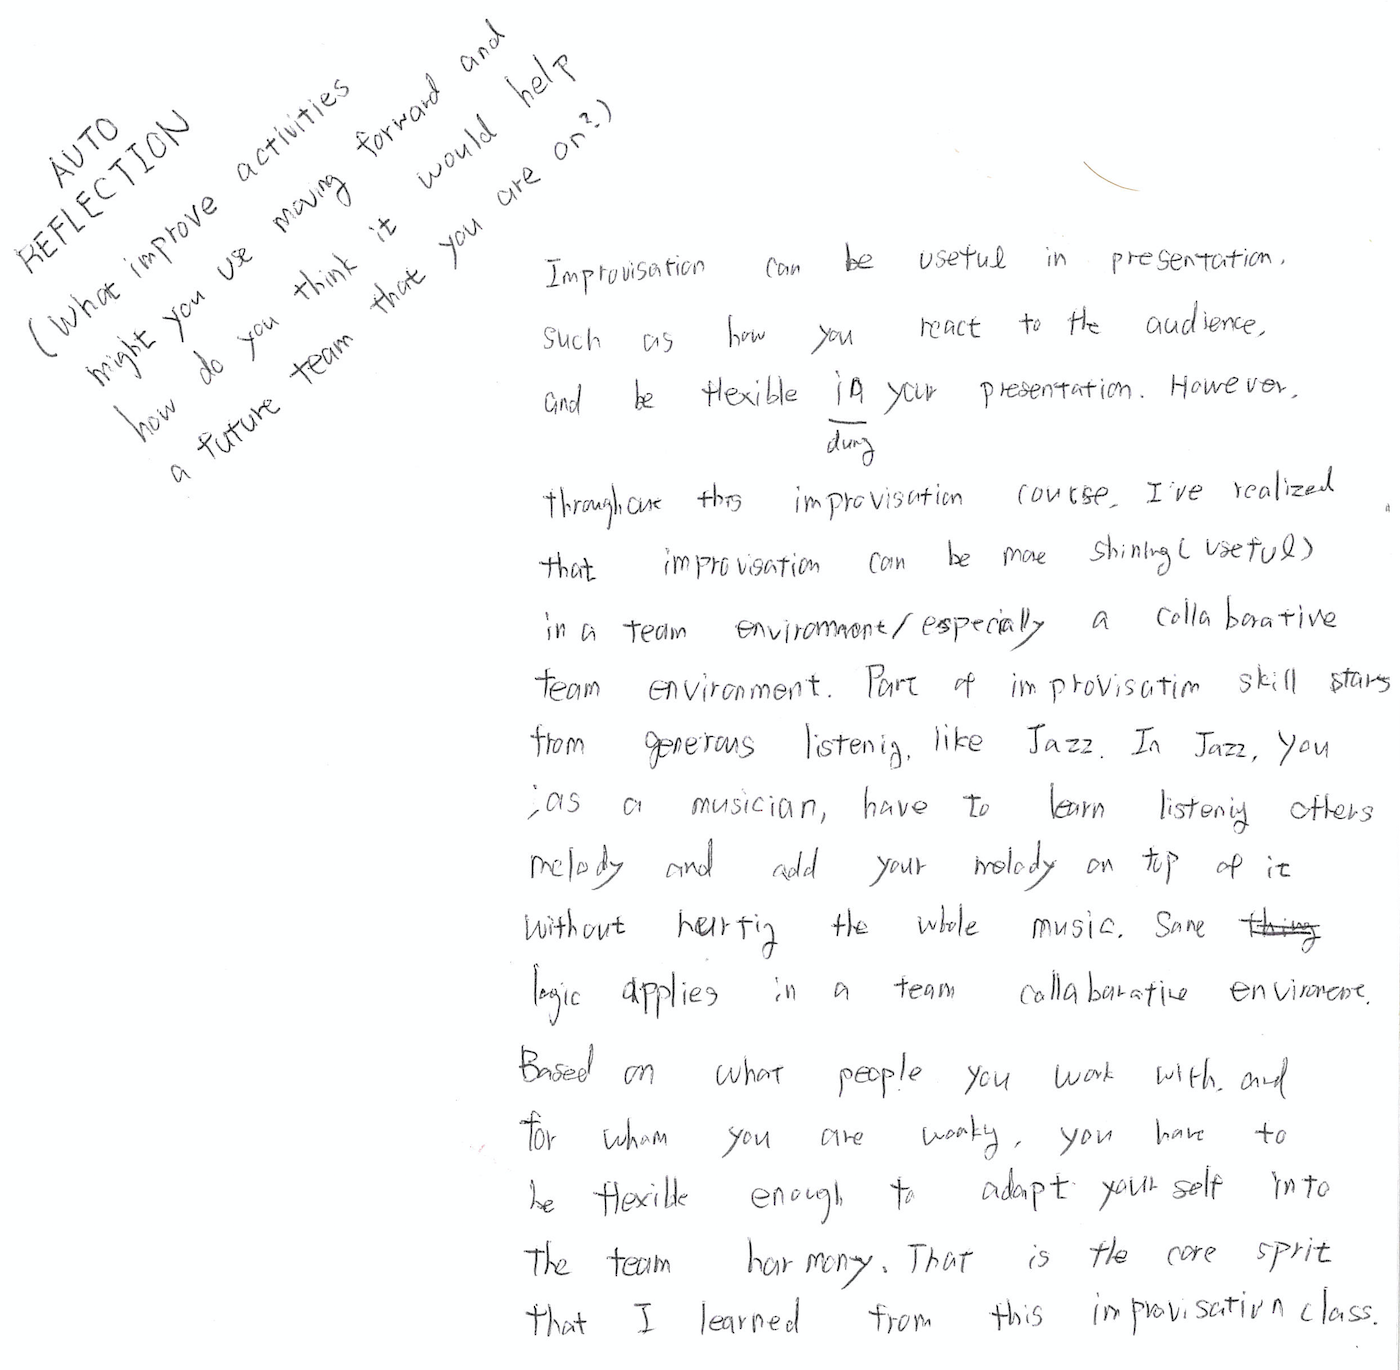 AUTO
REFLECTION
(What improve activities
might you use moving forward and
how do you think it would help
a future team that you are on?)
Improvisation can be useful in presentation.
such as how you react to the audience,
and be flexible in your presentation. However,
during
throughout this improvisation course, I've realized
that improvisation can be more shining (useful)
in a team environment/especially a collaborative
team environment. Part of improvisation skill stars
from generous listenig, like Jazz. In Jazz, you
, as a musician, have to learn listenig others
melody and add your melody on top of it
without hurtig the whole music. Same thing
logic applies in a team collabarative environment.
Based on what people you work with, and
for wham you are working, you have to
be flexible enough to adapt yourself into
the team harmony. That is the core sprit
that I learned from this improvisation class.